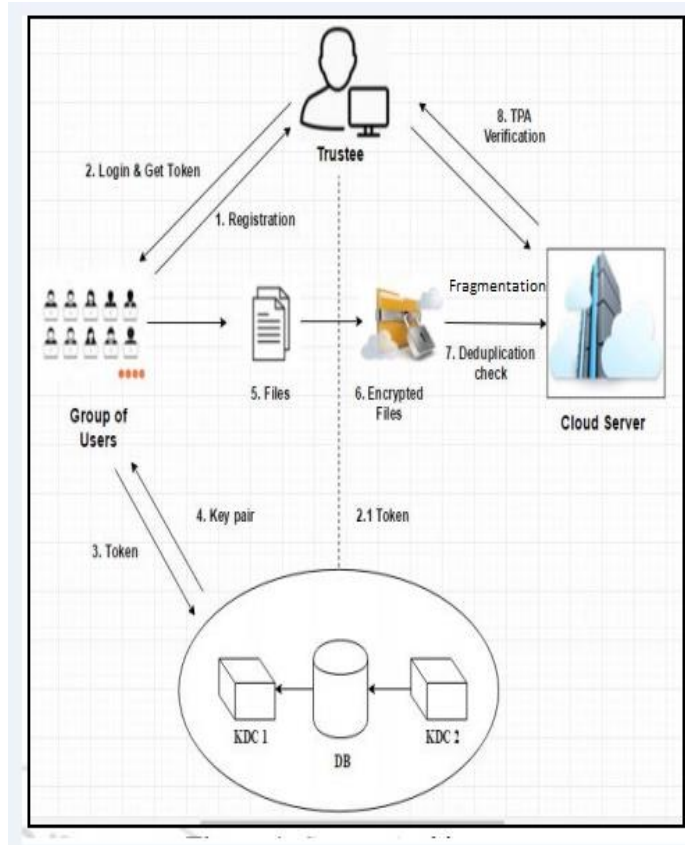 8. TPA
Verification
Trustee
2. Login & Get Token
1. Registration
Fragmentation
7. Deduplication
check
5. Files
6. Encrypted
Files
Cloud Server
Group of
Users
4. Key pair
2.1 Token
3. Token
KDC 1
KDC 2
DB